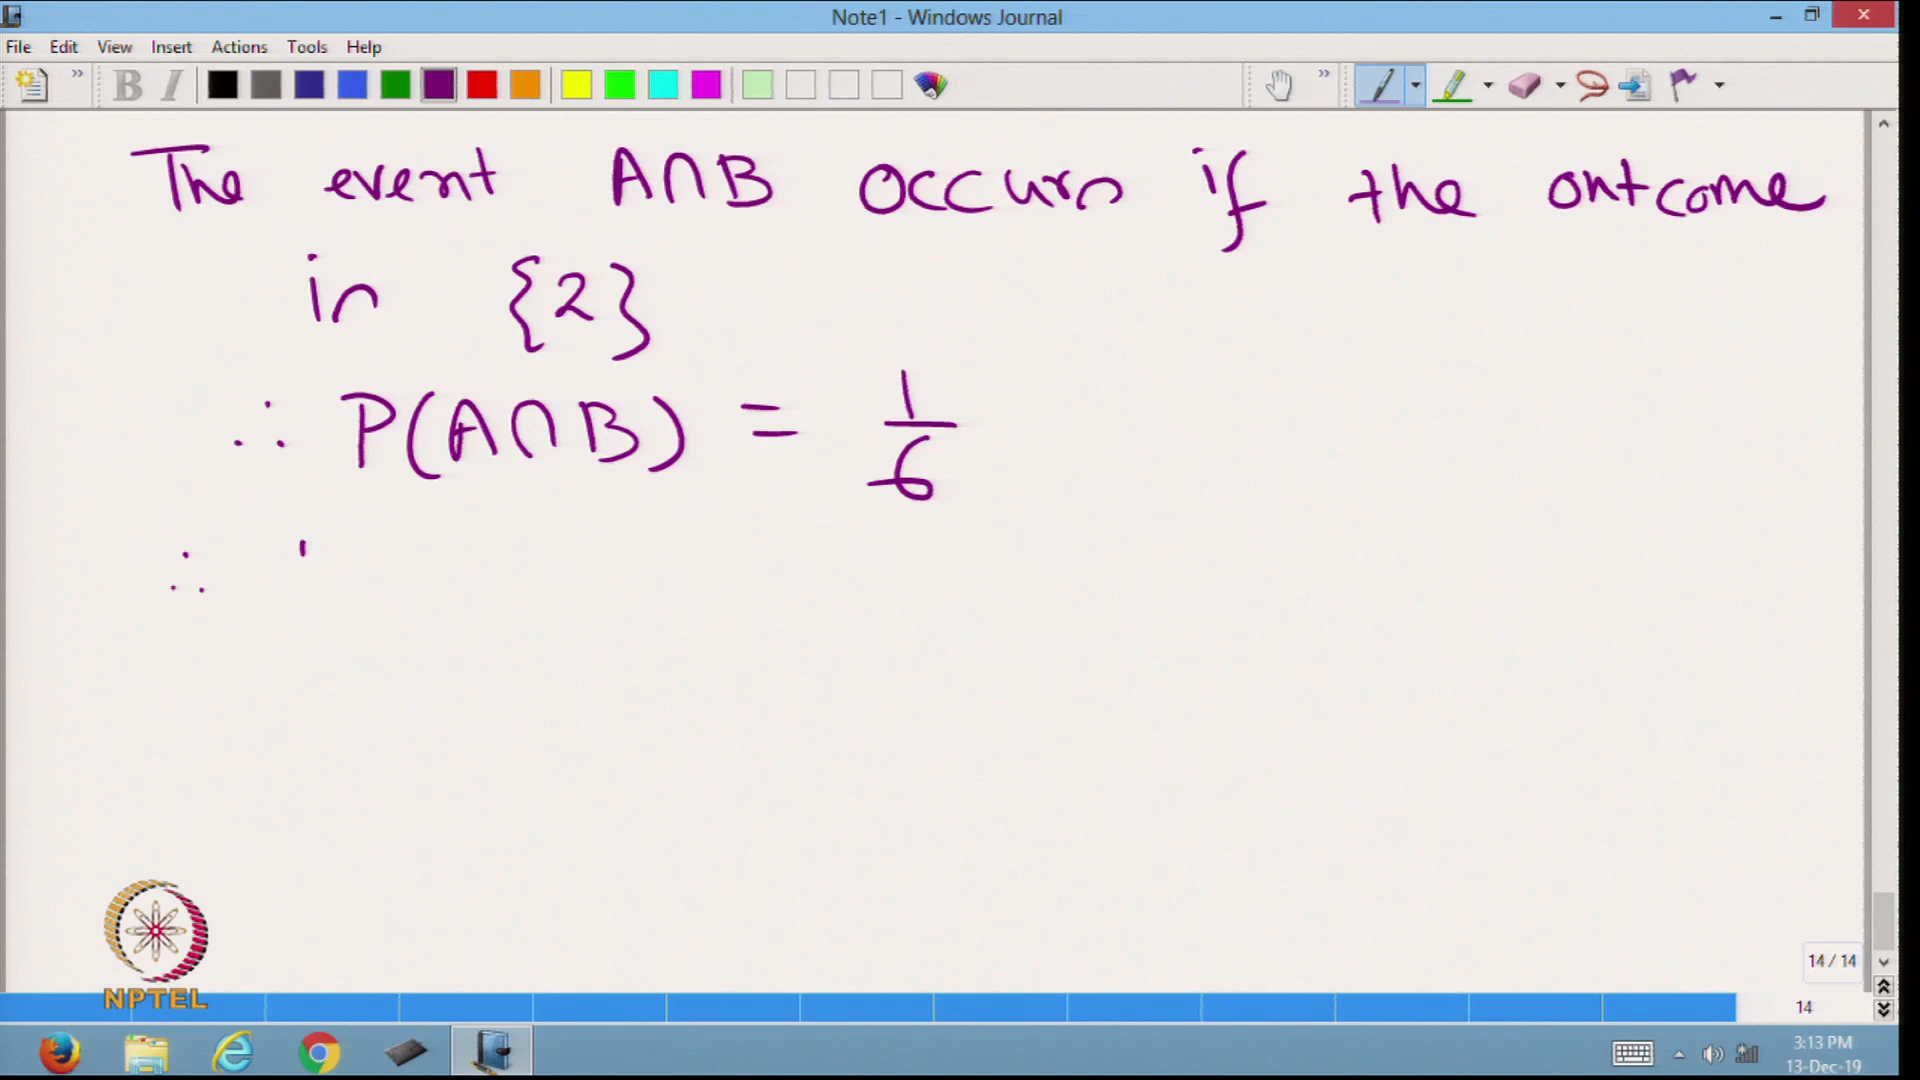 Note1 - Windows Journal
File Edit View Insert Actions Tools Help
B I
The event A∩B occurs if the outcome
in {2}
∴ P(A∩B) = 1/6
∴
NPTEL
14 / 14
14
3:13 PM
13-Dec-19